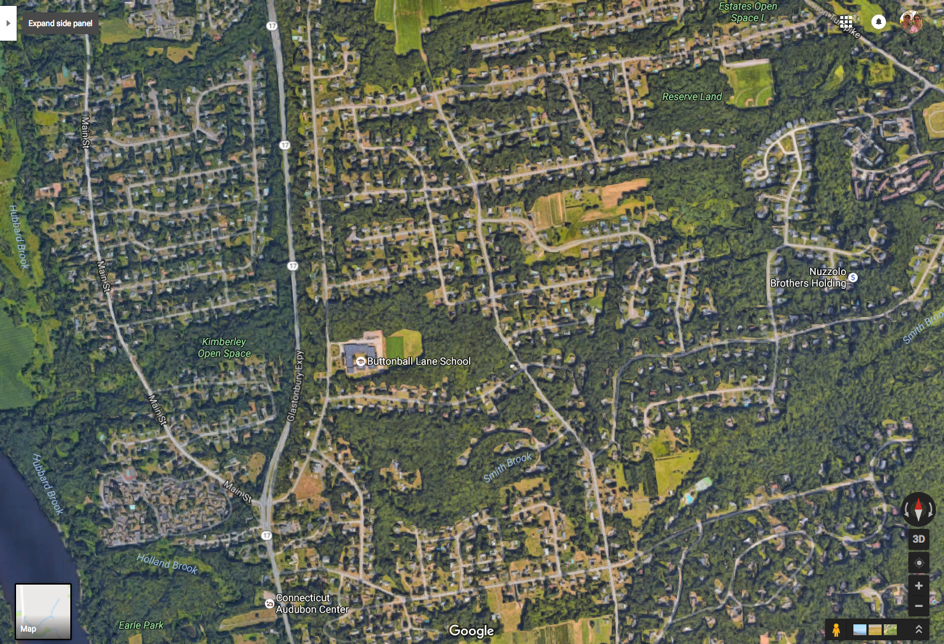 Estates Open
Space I
17
Expand side panel
Reserve Land
Main St
17
Hubbard Brook
17
Main St
Nuzzolo
Brothers Holding
Smith Bro
Kimberley
Open Space
Buttonball Lane School
Glastonbury Expy
Main St
Smith Brook
Hubbard Brook
Main St
17
3D
Holland Brook
Connecticut
Audubon Center
Earle Park
Map
Google